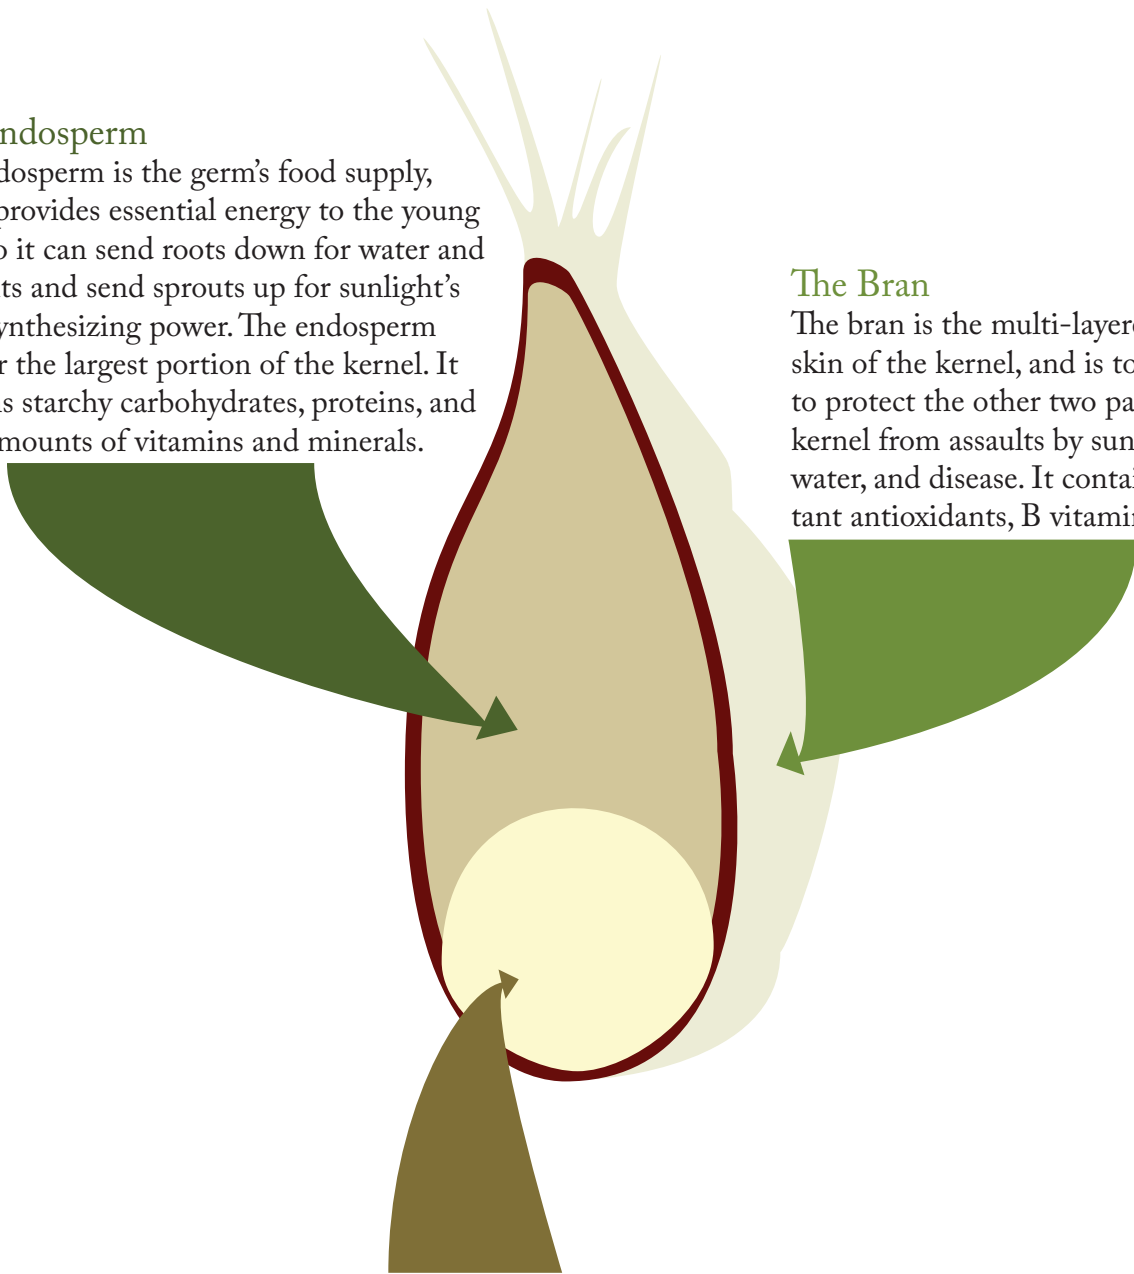 ndosperm
dosperm is the germ’s food supply,
provides essential energy to the young
o it can send roots down for water and
ts and send sprouts up for sunlight’s
ynthesizing power. The endosperm
r the largest portion of the kernel. It
s starchy carbohydrates, proteins, and
mounts of vitamins and minerals.
The Bran
The bran is the multi-layere
skin of the kernel, and is to
to protect the other two pa
kernel from assaults by sun
water, and disease. It contai
tant antioxidants, B vitamin